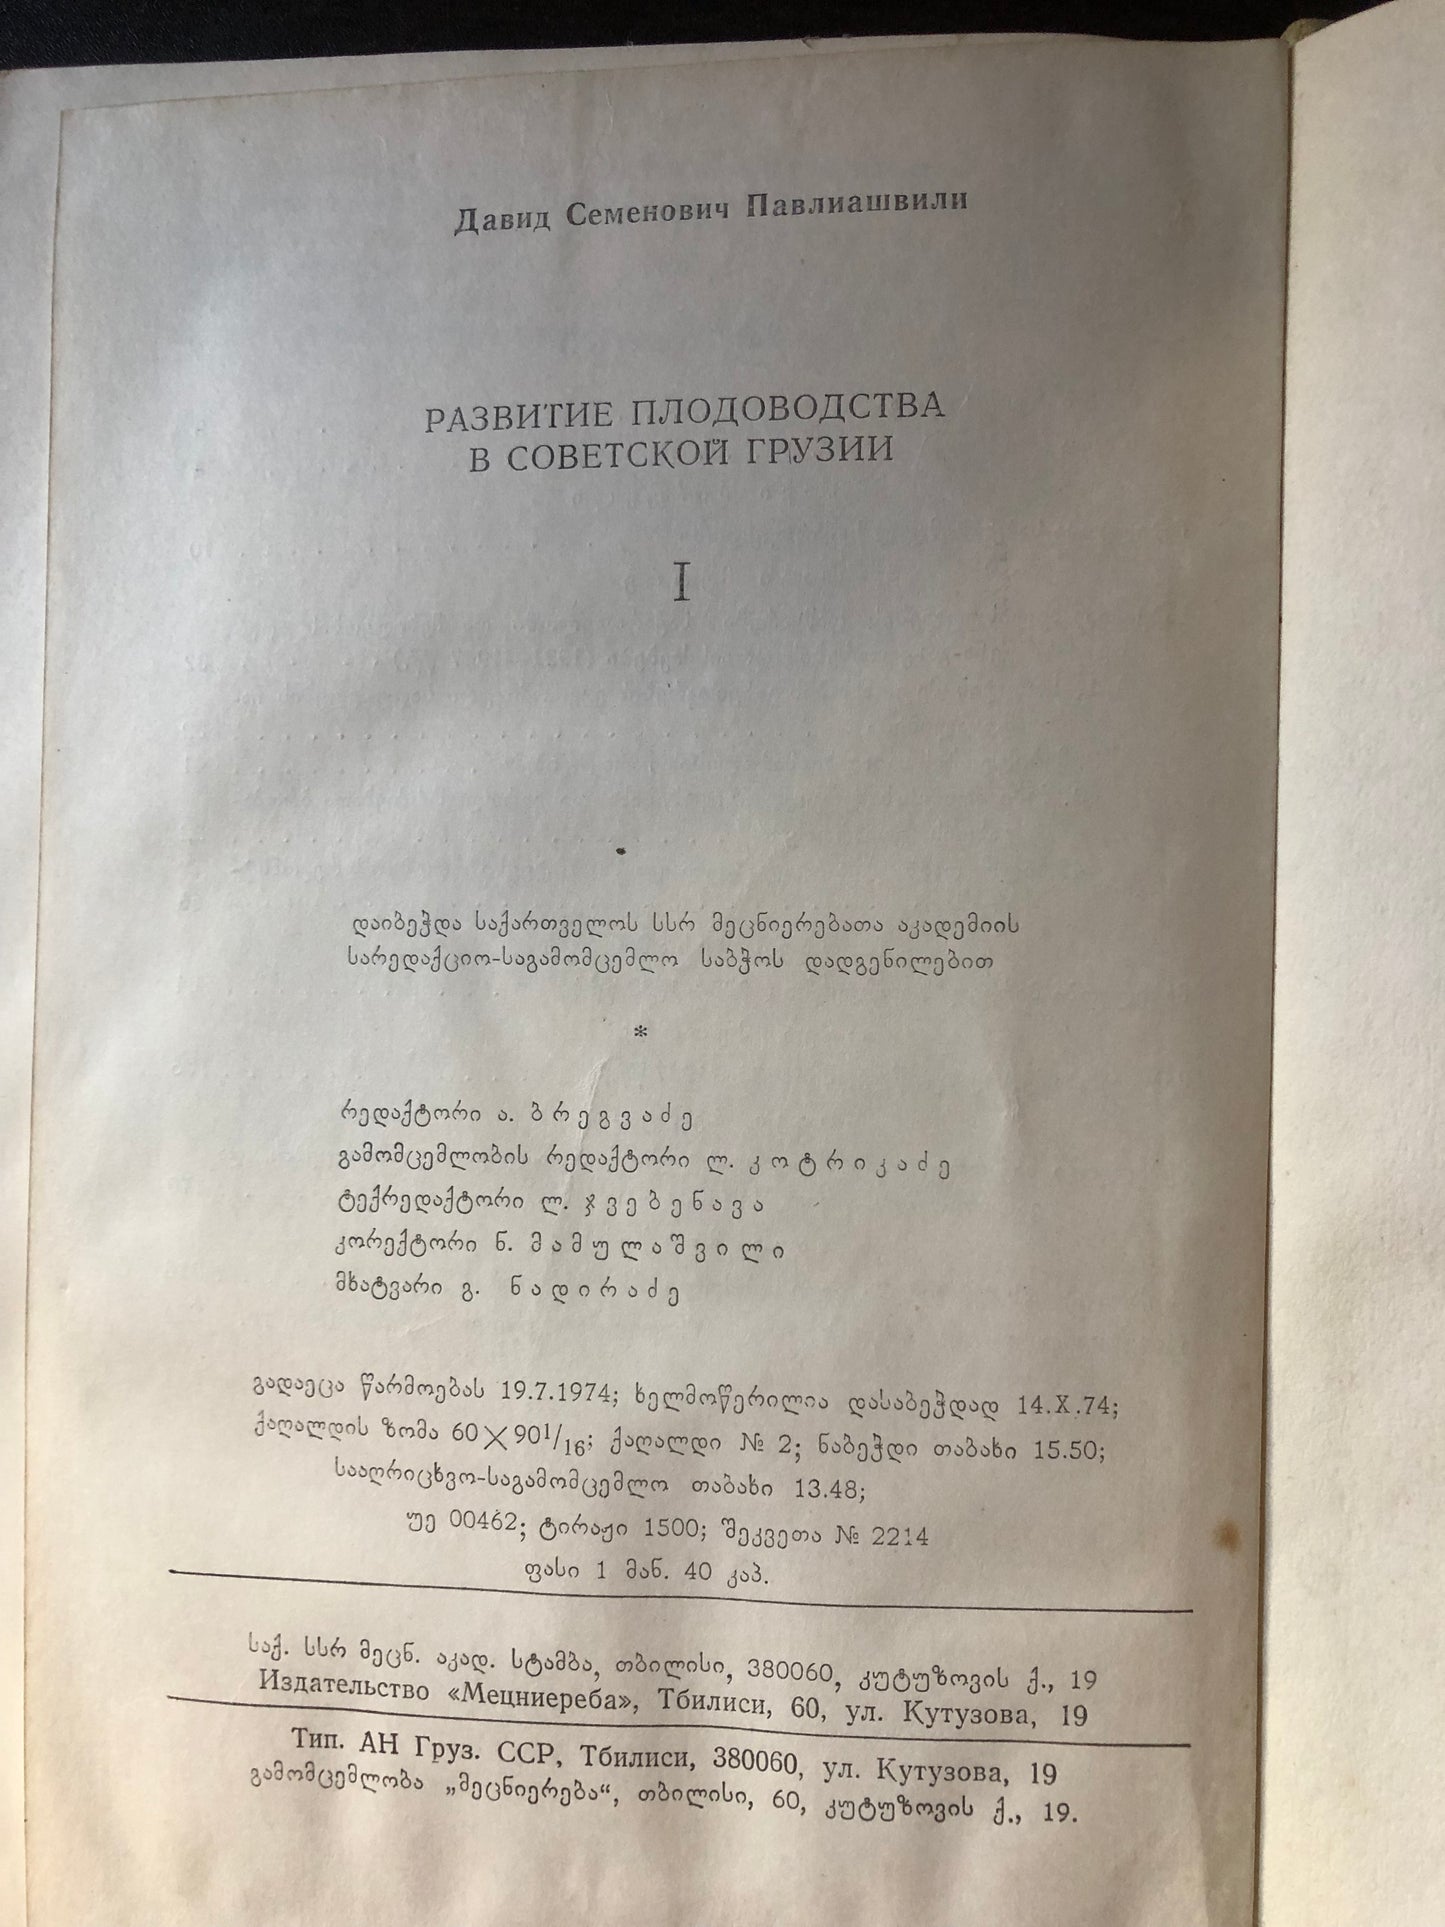 Давид Семенович Павлиашвили
РАЗВИТИЕ ПЛОДОВОДСТВА
В СОВЕТСКОЙ ГРУЗИИ
I
დაიბეჭდა საქართველოს სსრ მეცნიერებათა აკადემიის
სარედაქციო-საგამომცემლო საბჭოს დადგენილებით
*
რედაქტორი ა. ბრეგვაძე
გამომცემლობის რედაქტორი ლ. კოტრიკაძე
ტექრედაქტორი ლ. ჯვებენავა
კორექტორი ნ. მამულაშვილი
მხატვარი გ. ნადირაძე
გადაეცა წარმოებას 19.7.1974; ხელმოწერილია დასაბეჭდად 14.X.74;
ქაღალდის ზომა 60×90¹/₁₆; ქაღალდი № 2; ნაბეჭდი თაბახი 15.50;
სააღრიცხვო-საგამომცემლო თაბახი 13.48;
უე 00462; ტირაჟი 1500; შეკვეთა № 2214
ფასი 1 მან. 40 კაპ.
საქ. სსრ მეცნ. აკად. სტამბა, თბილისი, 380060, კუტუზოვის ქ., 19
Издательство «Мецниереба», Тбилиси, 60, ул. Кутузова, 19
Тип. АН Груз. ССР, Тбилиси, 380060, ул. Кутузова, 19
გამომცემლობა „მეცნიერება“, თბილისი, 60, კუტუზოვის ქ., 19.